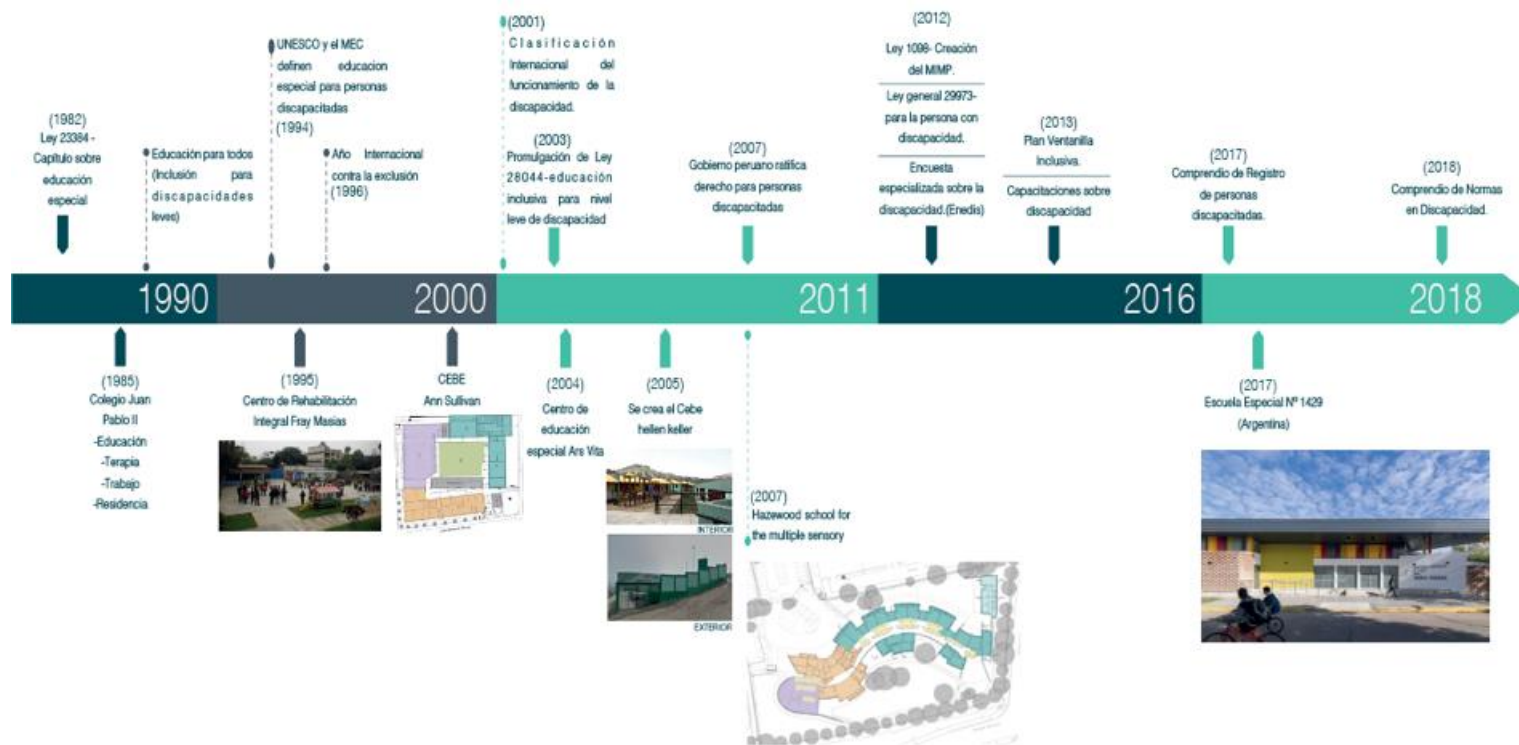 (1982)
Ley 23384 -
Capítulo sobre
educación
especial
Educación para todos
(Inclusión para
discapacidades
leves)
UNESCO y el MEC
definen educacion
especial para personas
discapacitadas
(1994)
Año Internacional
contra la exclusión
(1996)
(2001)
Clasificación
Internacional del
funcionamiento de la
discapacidad.
(2003)
Promulgación de Ley
28044-educación
inclusiva para nivel
leve de discapacidad
(2007)
Gobierno peruano ratifica
derecho para personas
discapacitadas
(2012)
Ley 1098- Creación
del MIMP.
Ley general 29973-
para la persona con
discapacidad.
Encuesta
especializada sobre la
discapacidad.(Enedis)
(2013)
Plan Ventanilla
Inclusiva.
Capacitaciones sobre
discapacidad
(2017)
Comprendio de Registro
de personas
discapacitadas.
(2018)
Comprendio de Normas
en Discapacidad.
1990
2000
2011
2016
2018
(1985)
Colegio Juan
Pablo II
-Educación
-Terapia
-Trabajo
-Residencia
(1995)
Centro de Rehabilitación
Integral Fray Masias
CEBE
Ann Sullivan
(2004)
Centro de
educación
especial Ars Vita
(2005)
Se crea el Cebe
hellen keller
INTERIOR
EXTERIOR
(2007)
Hazewood school for
the multiple sensory
(2017)
Escuela Especial Nº 1429
(Argentina)